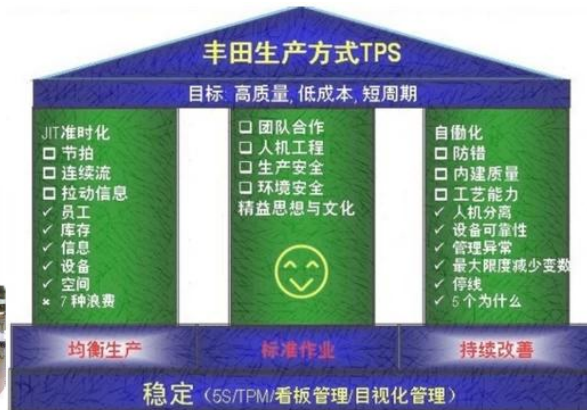 丰田生产方式TPS
目标: 高质量, 低成本, 短周期
JIT准时化
节拍
连续流
拉动信息
员工
库存
信息
设备
空间
7种浪费
团队合作
人机工程
生产安全
环境安全
精益思想与文化
自働化
防错
内建质量
工艺能力
人机分离
设备可靠性
管理异常
最大限度减少变数
停线
5个为什么
均衡生产
标准作业
持续改善
稳定（5S/TPM/看板管理/目视化管理）